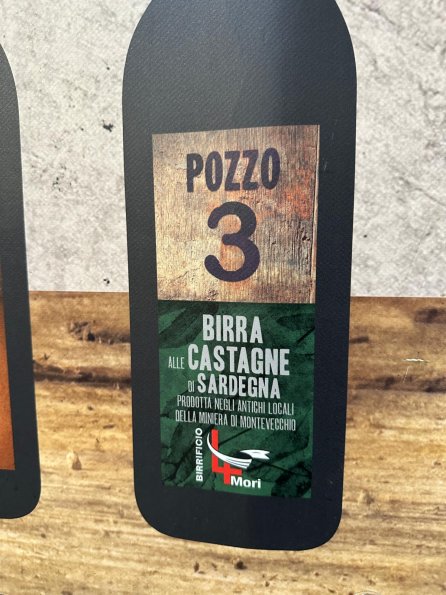 POZZO
3
BIRRA
ALLE CASTAGNE
DI SARDEGNA
PRODOTTA NEGLI ANTICHI LOCALI
DELLA MINIERA DI MONTEVECCHIO
BIRRIFICIO
4
Mori